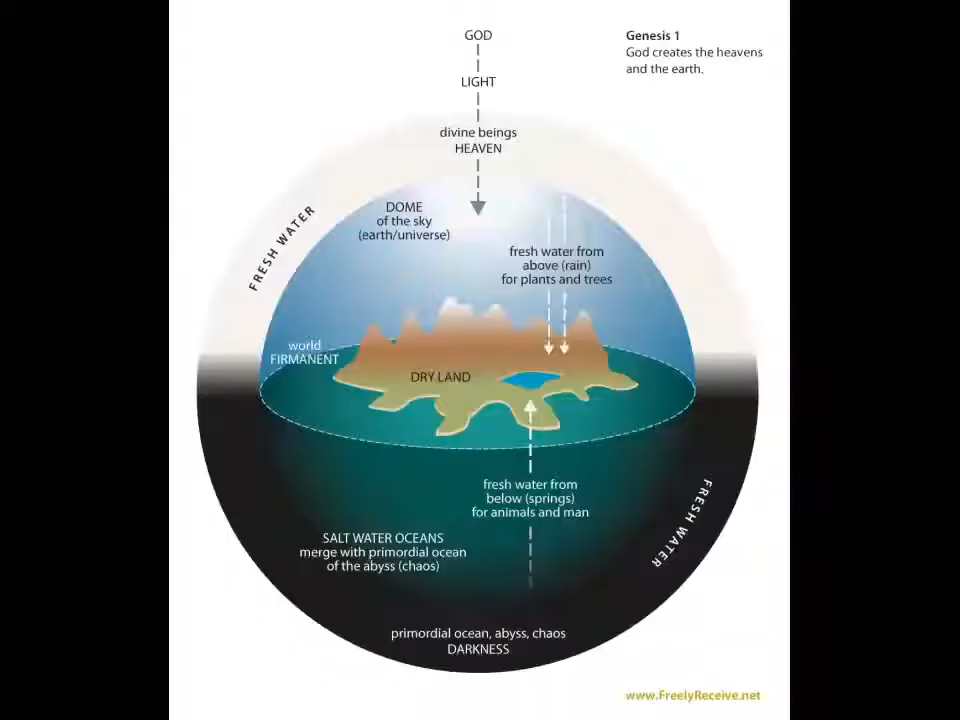 GOD
Genesis 1
God creates the heavens
and the earth.
LIGHT
divine beings
HEAVEN
DOME
of the sky
(earth/universe)
FRESH WATER
fresh water from
above (rain)
for plants and trees
world
FIRMANENT
DRY LAND
fresh water from
below (springs)
for animals and man
FRESH WATER
SALT WATER OCEANS
merge with primordial ocean
of the abyss (chaos)
primordial ocean, abyss, chaos
DARKNESS
www.FreelyReceive.net